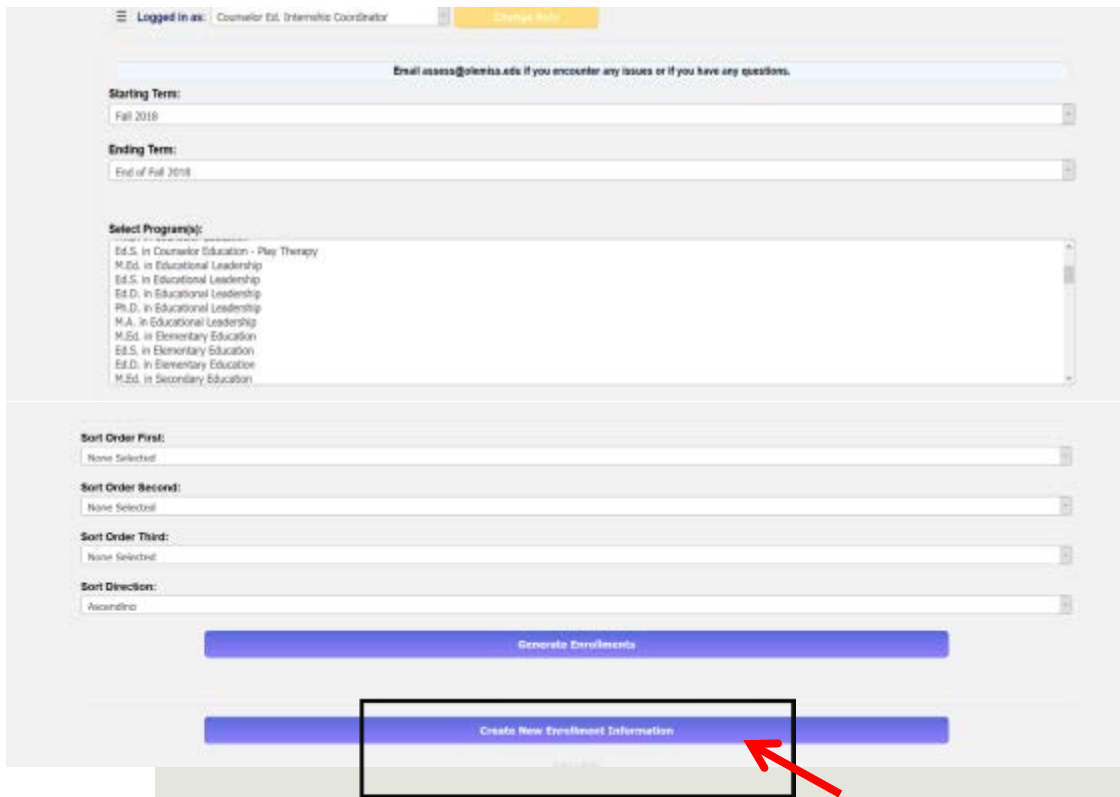 Logged in as: Counselor Ed. Internship Coordinator Change Role
Email assess@olemiss.edu if you encounter any issues or if you have any questions.
Starting Term:
Fall 2018
Ending Term:
End of Fall 2018
Select Program(s):
Ed.S. in Counselor Education - Play Therapy
M.Ed. in Educational Leadership
Ed.S. in Educational Leadership
Ed.D. in Educational Leadership
Ph.D. in Educational Leadership
M.A. in Educational Leadership
M.Ed. in Elementary Education
Ed.S. in Elementary Education
Ed.D. in Elementary Education
M.Ed. in Secondary Education
Sort Order First:
None Selected
Sort Order Second:
None Selected
Sort Order Third:
None Selected
Sort Direction:
Ascending
Generate Enrollments
Create New Enrollment Information